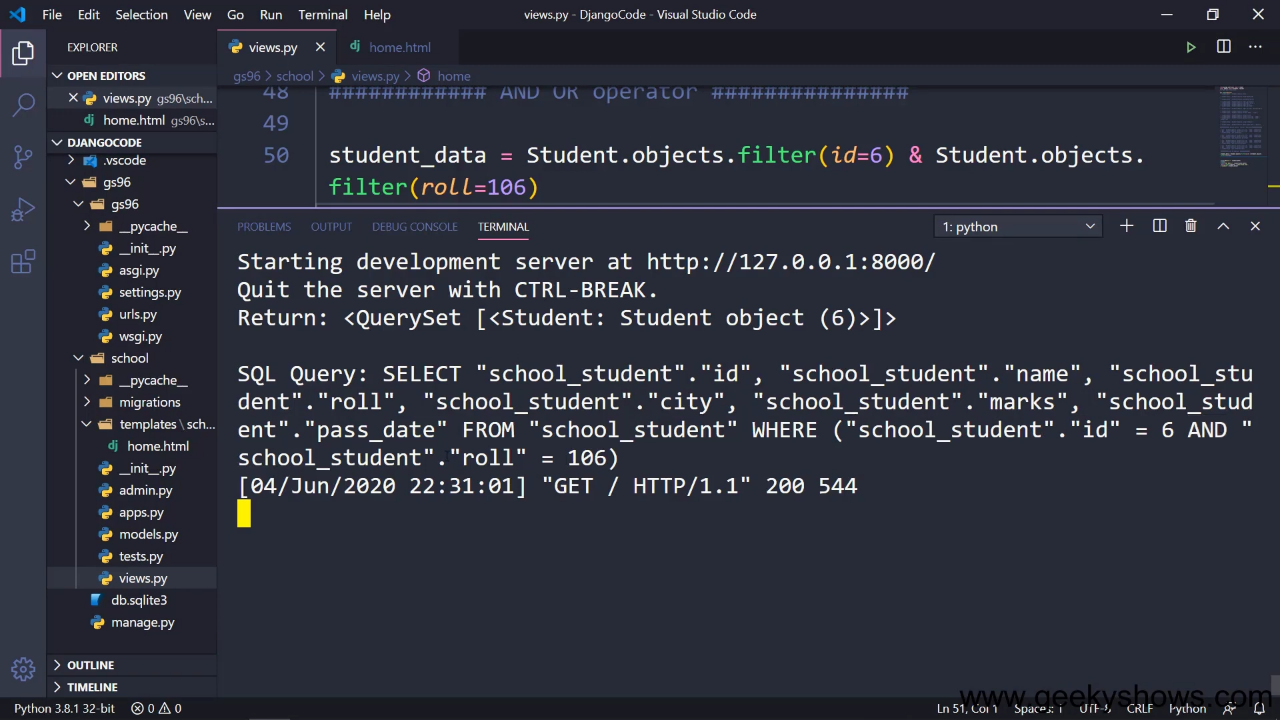 File Edit Selection View Go Run Terminal Help
views.py - DjangoCode - Visual Studio Code
EXPLORER
OPEN EDITORS
views.py gs96\sc...
home.html gs96\s...
DJANGOCODE
.vscode
gs96
gs96
__pycache__
__init__.py
asgi.py
settings.py
urls.py
wsgi.py
school
__pycache__
migrations
templates\sc...
home.html
__init__.py
admin.py
apps.py
models.py
tests.py
views.py
db.sqlite3
manage.py
OUTLINE
TIMELINE
views.py
home.html
gs96 > school > views.py > home
48 ############ AND OR operator ###############
49
50 student_data = Student.objects.filter(id=6) & Student.objects.
filter(roll=106)
PROBLEMS OUTPUT DEBUG CONSOLE TERMINAL
1: python
Starting development server at http://127.0.0.1:8000/
Quit the server with CTRL-BREAK.
Return: <QuerySet [<Student: Student object (6)>]>
SQL Query: SELECT "school_student"."id", "school_student"."name", "school_stu
dent"."roll", "school_student"."city", "school_student"."marks", "school_stud
ent"."pass_date" FROM "school_student" WHERE ("school_student"."id" = 6 AND "
school_student"."roll" = 106)
[04/Jun/2020 22:31:01] "GET / HTTP/1.1" 200 544
www.geekyshows.com
Python 3.8.1 32-bit 0 0
Ln 51, Col 1 Spaces: 1 UTF-8 CRLF Python